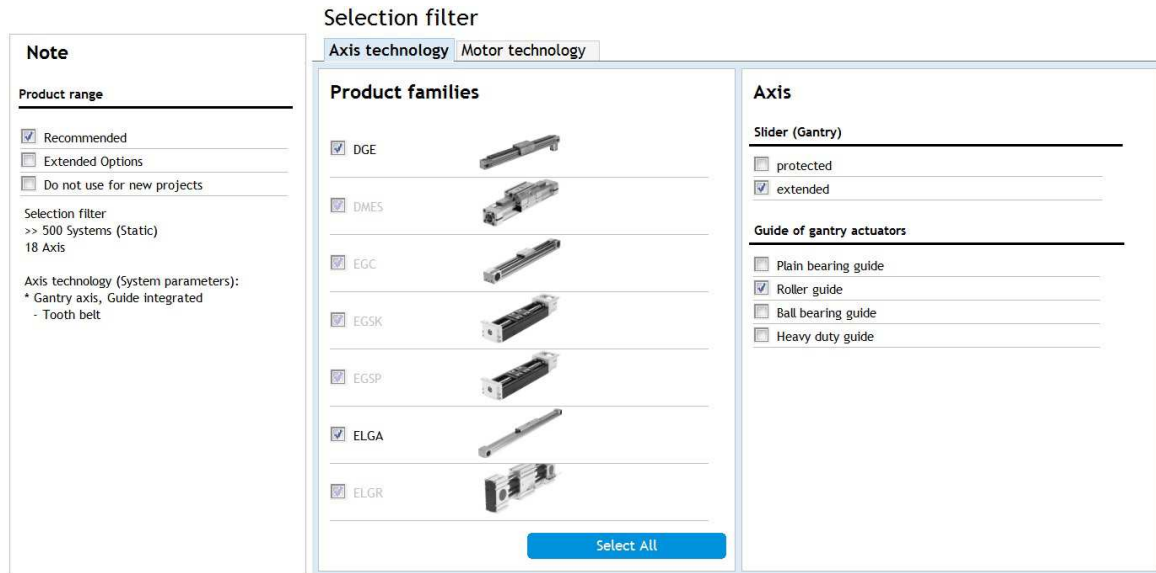 Selection filter
Note
Product range
Recommended
Extended Options
Do not use for new projects
Selection filter
>> 500 Systems (Static)
18 Axis
Axis technology (System parameters):
* Gantry axis, Guide integrated
- Tooth belt
Axis technology
Motor technology
Product families
DGE
DMES
EGC
EGSK
EGSP
ELGA
ELGR
Select All
Axis
Slider (Gantry)
protected
extended
Guide of gantry actuators
Plain bearing guide
Roller guide
Ball bearing guide
Heavy duty guide